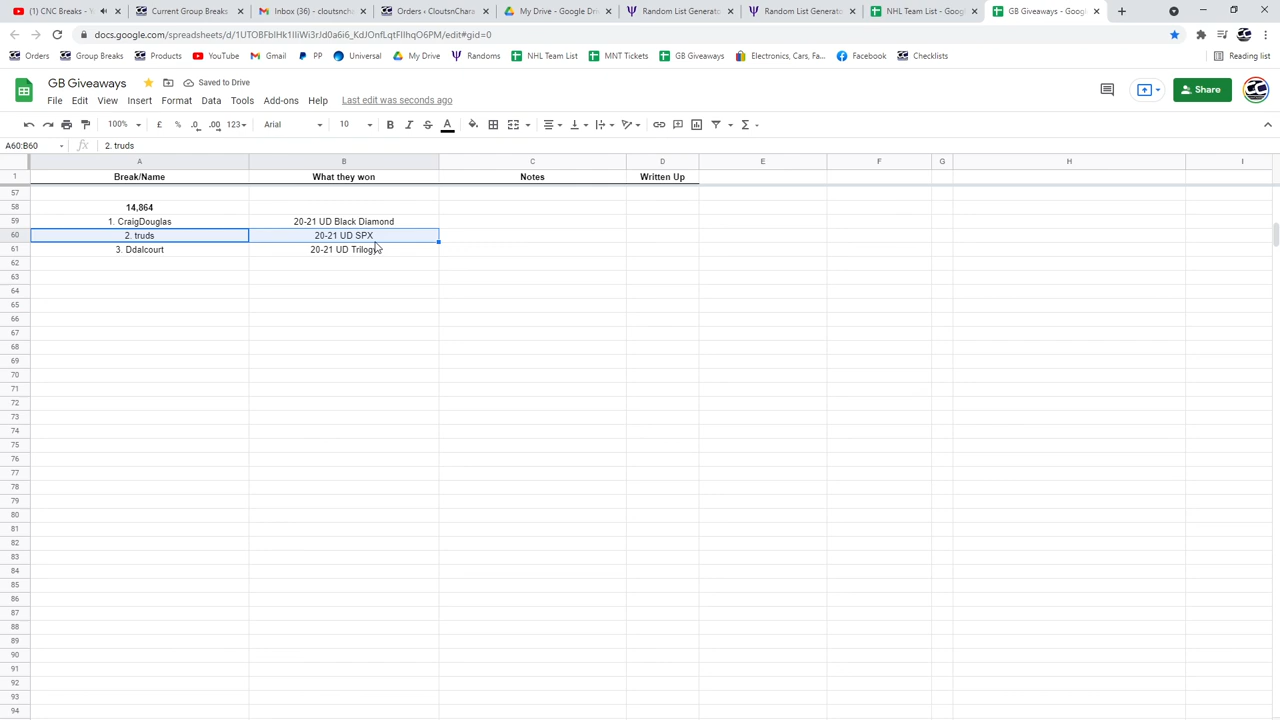 CNC Breaks - Y
Current Group Breaks
Inbox (36) - cloutsnch
Orders ‹ CloutsnChara
My Drive - Google Dri
Random List Generato
Random List Generato
NHL Team List - Goog
GB Giveaways - Goog
docs.google.com/spreadsheets/d/1UTOBFblHk1IiWi3rJd0a6i6_KdJOnfLqtFIlhqO6PM/edit#gid=0
Orders
Group Breaks
Products
YouTube
Gmail
PP
Universal
My Drive
Randoms
NHL Team List
MNT Tickets
GB Giveaways
Electronics, Cars, Fa...
Facebook
Checklists
Reading list
GB Giveaways
Saved to Drive
File Edit View Insert Format Data Tools Add-ons Help Last edit was seconds ago
Share
100% £ % .0 .00 123 Arial 10 B I S A Σ
A60:B60 fx 2. truds
A B C D E F G H I
1 Break/Name What they won Notes Written Up
57
58 14,864
59 1. CraigDouglas 20-21 UD Black Diamond
60 2. truds 20-21 UD SPX
61 3. Ddalcourt 20-21 UD Trilogy
62
63
64
65
66
67
68
69
70
71
72
73
74
75
76
77
78
79
80
81
82
83
84
85
86
87
88
89
90
91
92
93
94